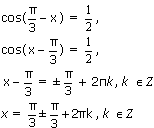 cos(π/3 − x) = 1/2,
cos(x − π/3) = 1/2,
x − π/3 = ± π/3 + 2πk, k ∈ Z
x = π/3 ± π/3 + 2πk, k ∈ Z